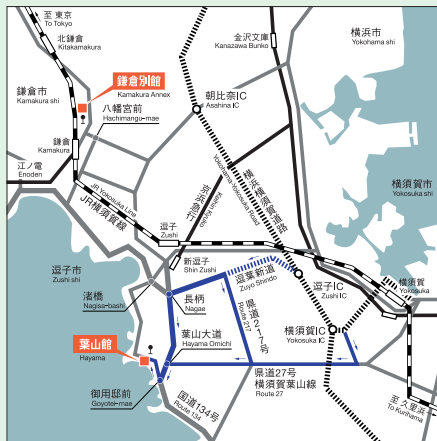 至 東京
To Tokyo
北鎌倉
Kitakamakura
金沢文庫
Kanazawa Bunko
横浜市
Yokohama shi
鎌倉市
Kamakura shi
鎌倉別館
Kamakura Annex
朝比奈IC
Asahina IC
八幡宮前
Hachimangu-mae
鎌倉
Kamakura
江ノ電
Enoden
JR Yokosuka Line
JR横須賀線
京浜急行
Keihin Kyuko
横浜横須賀道路
Yokohama-Yokosuka Road
横須賀市
Yokosuka shi
逗子
Zushi
新逗子
Shin Zushi
逗子市
Zushi shi
渚橋
Nagisa-bashi
長柄
Nagae
逗葉新道
Zuyo Shindo
逗子IC
Zushi IC
横須賀
Yokosuka
県道217号
Route 217
横須賀IC
Yokosuka IC
葉山館
Hayama
葉山大道
Hayama Omichi
御用邸前
Goyotei-mae
国道134号
Route 134
県道27号
横須賀葉山線
Route 27
至 久里浜
To Kurihama